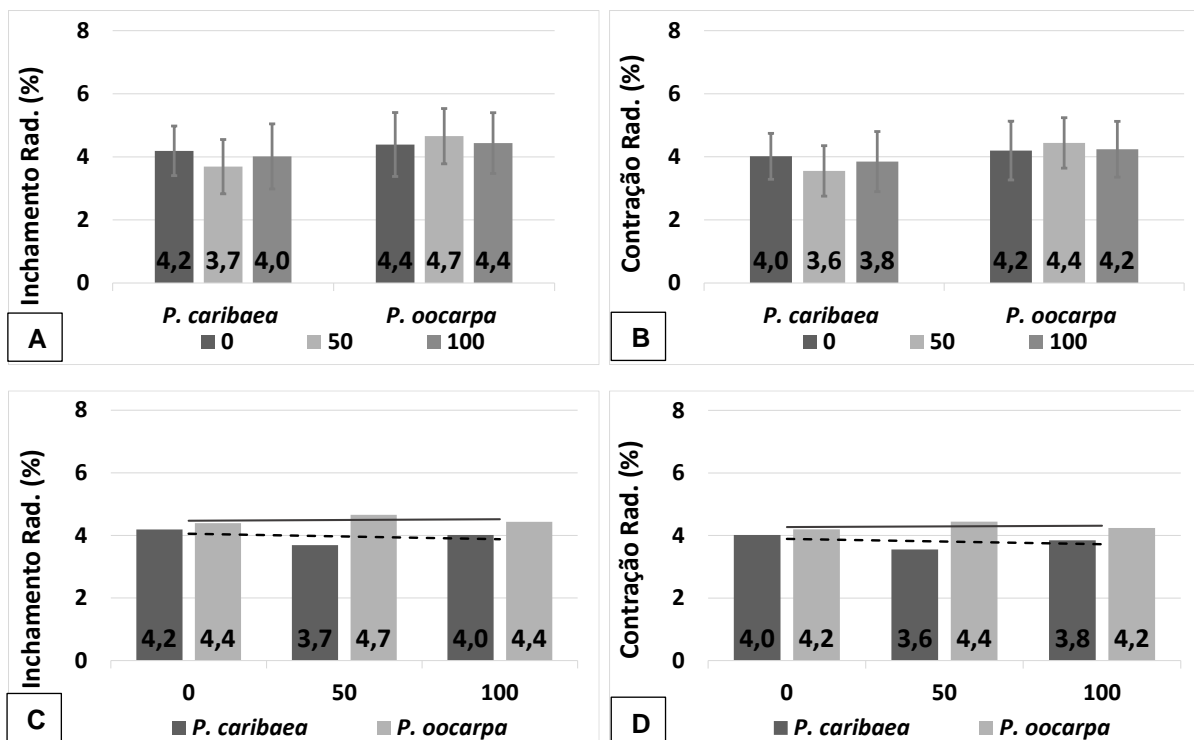 Inchamento Rad. (%)
8
6
4
2
0
4,2 3,7 4,0 4,4 4,7 4,4
P. caribaea P. oocarpa
0 50 100
A
Contração Rad. (%)
8
6
4
2
0
4,0 3,6 3,8 4,2 4,4 4,2
P. caribaea P. oocarpa
0 50 100
B
Inchamento Rad. (%)
8
6
4
2
0
4,2 4,4 3,7 4,7 4,0 4,4
0 50 100
P. caribaea P. oocarpa
C
Contração Rad. (%)
8
6
4
2
0
4,0 4,2 3,6 4,4 3,8 4,2
0 50 100
P. caribaea P. oocarpa
D